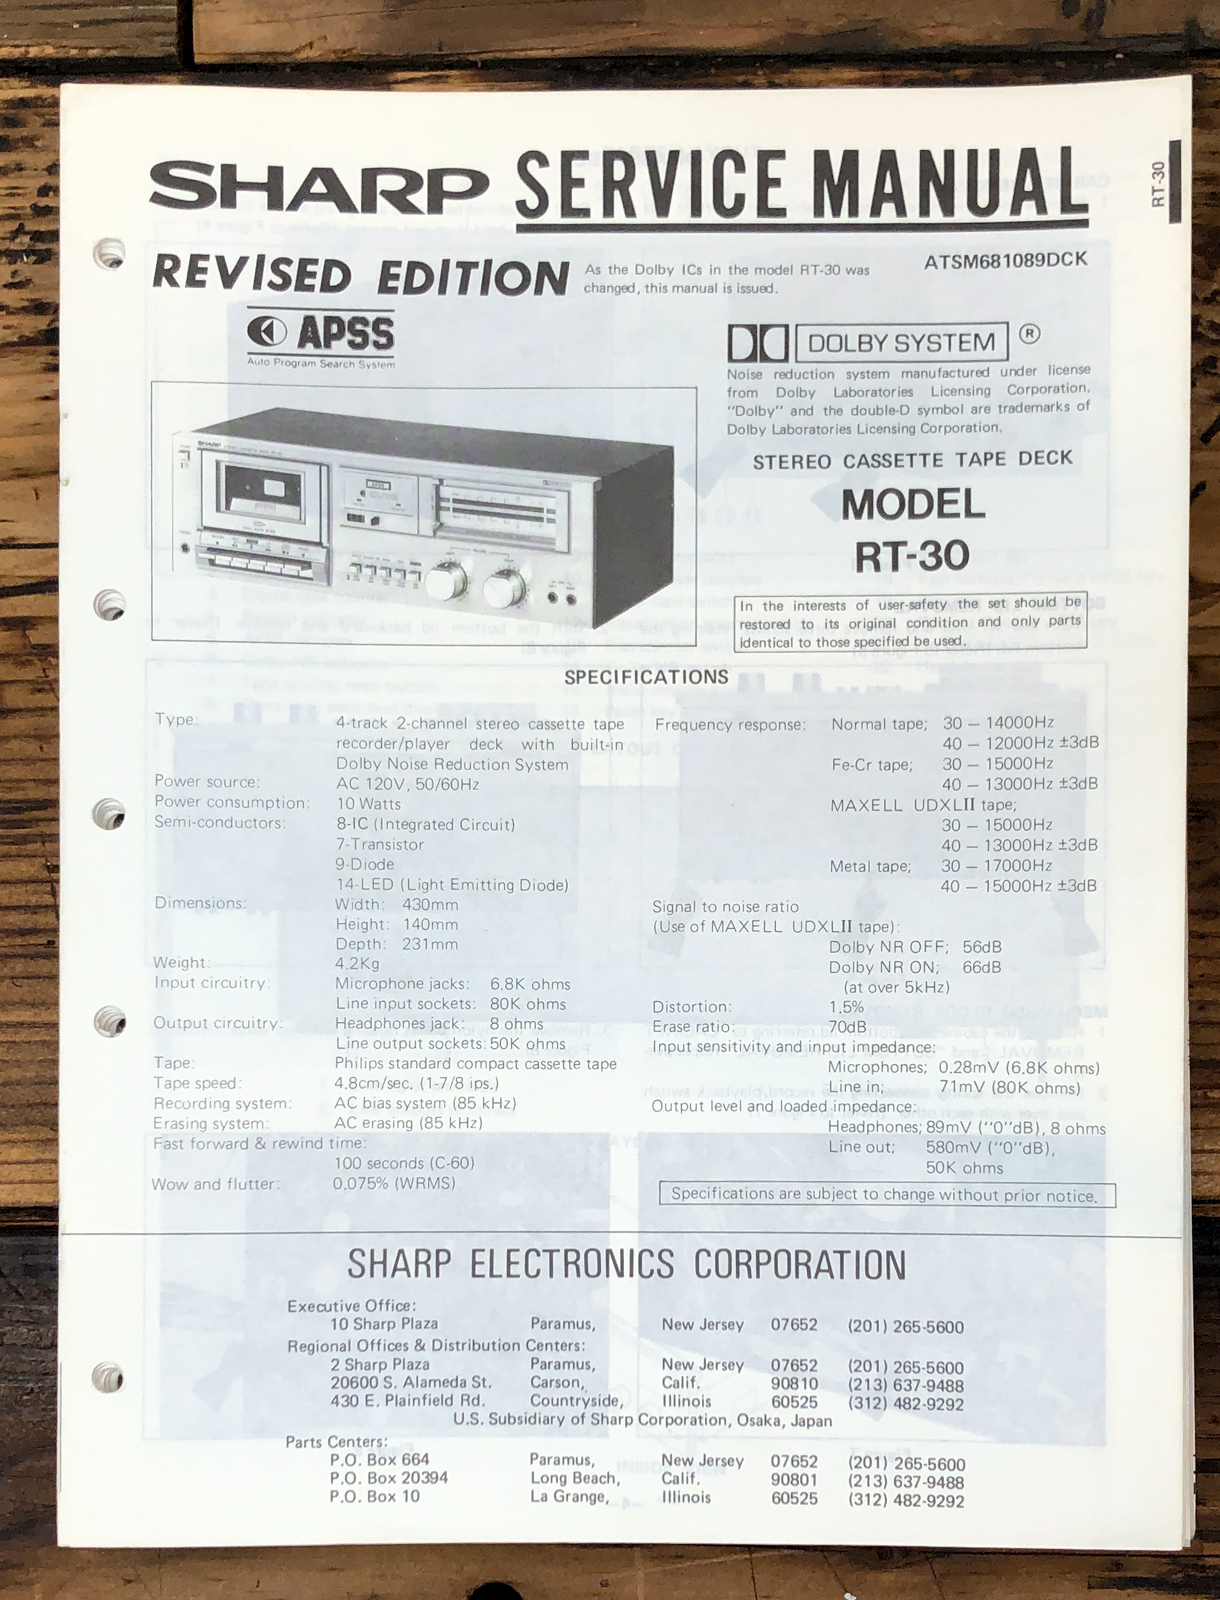 SHARP SERVICE MANUAL
RT-30
REVISED EDITION
As the Dolby ICs in the model RT-30 was
changed, this manual is issued.
ATSM681089DCK
APSS
Auto Program Search System
DOLBY SYSTEM ®
Noise reduction system manufactured under license
from Dolby Laboratories Licensing Corporation.
"Dolby" and the double-D symbol are trademarks of
Dolby Laboratories Licensing Corporation.
STEREO CASSETTE TAPE DECK
MODEL
RT-30
SHARP
In the interests of user-safety the set should be
restored to its original condition and only parts
identical to those specified be used.
SPECIFICATIONS
Type: 4-track 2-channel stereo cassette tape
recorder/player deck with built-in
Dolby Noise Reduction System
Power source: AC 120V, 50/60Hz
Power consumption: 10 Watts
Semi-conductors: 8-IC (Integrated Circuit)
7-Transistor
9-Diode
14-LED (Light Emitting Diode)
Dimensions: Width: 430mm
Height: 140mm
Depth: 231mm
Weight: 4.2Kg
Input circuitry: Microphone jacks: 6.8K ohms
Line input sockets: 80K ohms
Output circuitry: Headphones jack: 8 ohms
Line output sockets: 50K ohms
Tape: Philips standard compact cassette tape
Tape speed: 4.8cm/sec. (1-7/8 ips.)
Recording system: AC bias system (85 kHz)
Erasing system: AC erasing (85 kHz)
Fast forward & rewind time:
100 seconds (C-60)
Wow and flutter: 0.075% (WRMS)
Frequency response: Normal tape; 30 – 14000Hz
40 – 12000Hz ±3dB
Fe-Cr tape; 30 – 15000Hz
40 – 13000Hz ±3dB
MAXELL UDXLII tape;
30 – 15000Hz
40 – 13000Hz ±3dB
Metal tape; 30 – 17000Hz
40 – 15000Hz ±3dB
Signal to noise ratio
(Use of MAXELL UDXLII tape):
Dolby NR OFF; 56dB
Dolby NR ON; 66dB
(at over 5kHz)
Distortion: 1.5%
Erase ratio: 70dB
Input sensitivity and input impedance:
Microphones; 0.28mV (6.8K ohms)
Line in; 71mV (80K ohms)
Output level and loaded impedance:
Headphones; 89mV ("0"dB), 8 ohms
Line out; 580mV ("0"dB),
50K ohms
Specifications are subject to change without prior notice.
SHARP ELECTRONICS CORPORATION
Executive Office:
10 Sharp Plaza Paramus, New Jersey 07652 (201) 265-5600
Regional Offices & Distribution Centers:
2 Sharp Plaza Paramus, New Jersey 07652 (201) 265-5600
20600 S. Alameda St. Carson, Calif. 90810 (213) 637-9488
430 E. Plainfield Rd. Countryside, Illinois 60525 (312) 482-9292
U.S. Subsidiary of Sharp Corporation, Osaka, Japan
Parts Centers:
P.O. Box 664 Paramus, New Jersey 07652 (201) 265-5600
P.O. Box 20394 Long Beach, Calif. 90801 (213) 637-9488
P.O. Box 10 La Grange, Illinois 60525 (312) 482-9292